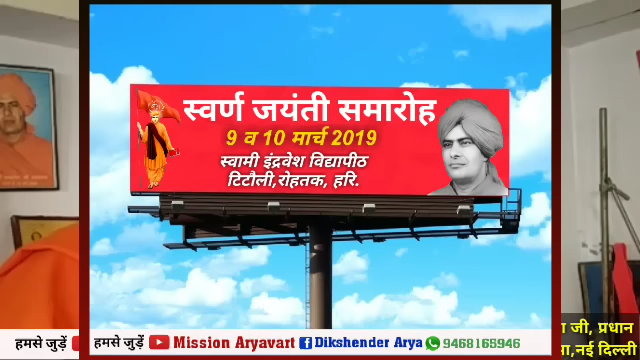 स्वर्ण जयंती समारोह
9 व 10 मार्च 2019
स्वामी इंद्रवेश विद्यापीठ
टिटौली,रोहतक, हरि.
जी, प्रधान
हमसे जुड़ें
हमसे जुड़ें Mission Aryavart Dikshender Arya 9468165946
नई दिल्ली